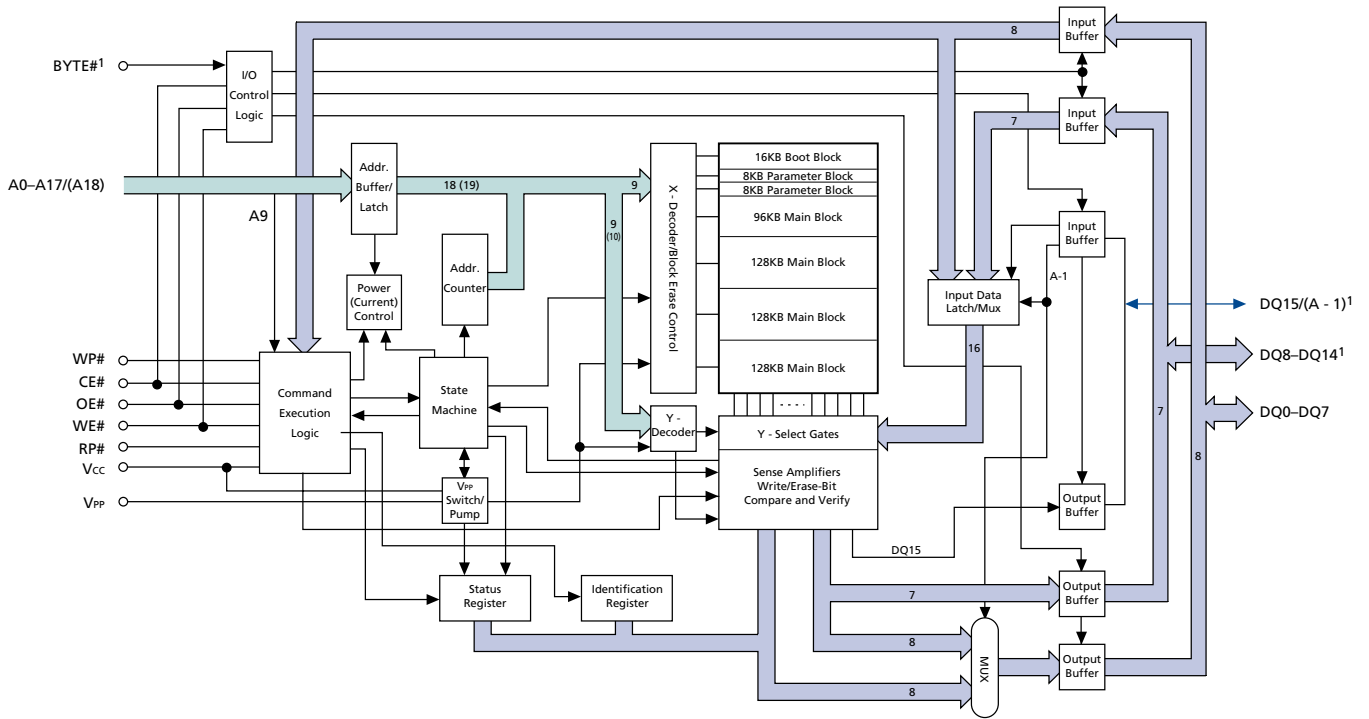 BYTE#1
I/O
Control
Logic
8
Input
Buffer
7
Input
Buffer
A0–A17/(A18)
Addr.
Buffer/
Latch
18 (19)
9
A9
9
(10)
X - Decoder/Block Erase Control
16KB Boot Block
8KB Parameter Block
8KB Parameter Block
96KB Main Block
128KB Main Block
128KB Main Block
128KB Main Block
Input
Buffer
A-1
Addr.
Counter
Power
(Current)
Control
Input Data
Latch/Mux
16
DQ15/(A - 1)1
DQ8–DQ141
DQ0–DQ7
7
8
WP#
CE#
OE#
WE#
RP#
VCC
VPP
Command
Execution
Logic
State
Machine
VPP
Switch/
Pump
Y -
Decoder
Y - Select Gates
Sense Amplifiers
Write/Erase-Bit
Compare and Verify
DQ15
Output
Buffer
Status
Register
Identification
Register
7
Output
Buffer
8
8
MUX
Output
Buffer